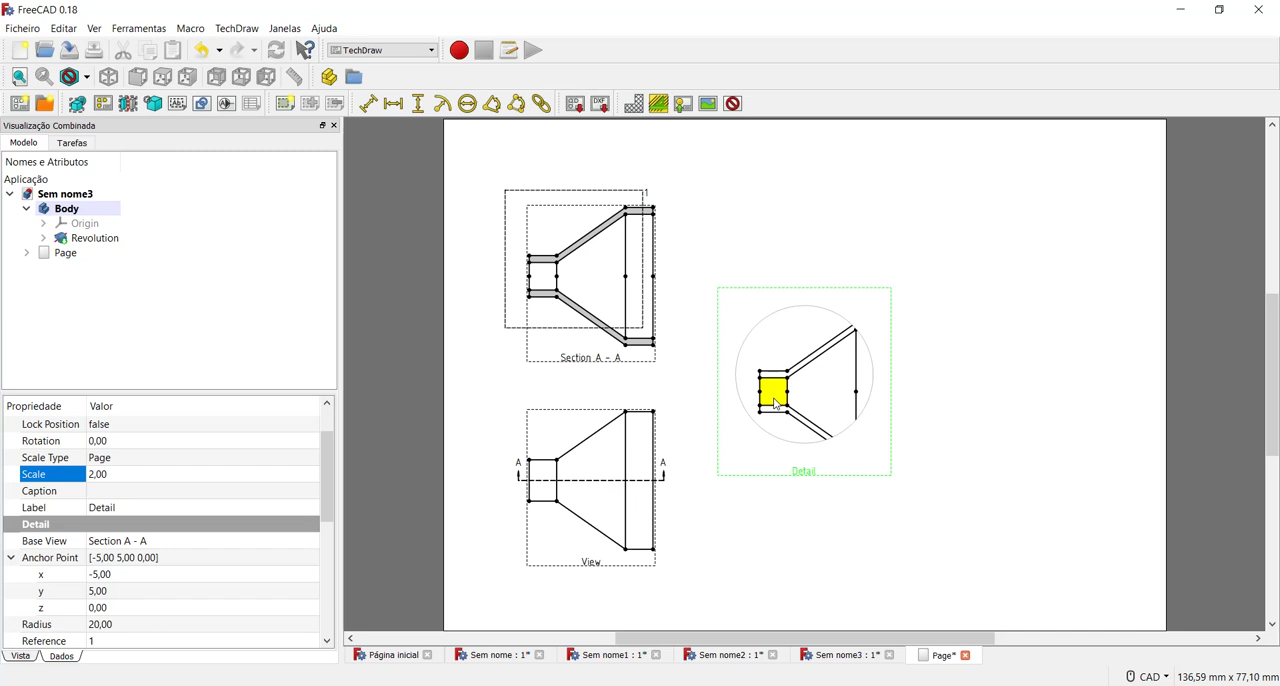 FreeCAD 0.18
Ficheiro Editar Ver Ferramentas Macro TechDraw Janelas Ajuda
TechDraw
Visualização Combinada
Modelo Tarefas
Nomes e Atributos
Aplicação
Sem nome3
Body
Origin
Revolution
Page
Propriedade Valor
Lock Position false
Rotation 0,00
Scale Type Page
Scale 2,00
Caption
Label Detail
Detail
Base View Section A - A
Anchor Point [-5,00 5,00 0,00]
x -5,00
y 5,00
z 0,00
Radius 20,00
Reference 1
Vista Dados
1
Section A - A
A A
View
Detail
Página inicial Sem nome : 1* Sem nome1 : 1* Sem nome2 : 1* Sem nome3 : 1* Page*
CAD 136,59 mm x 77,10 mm